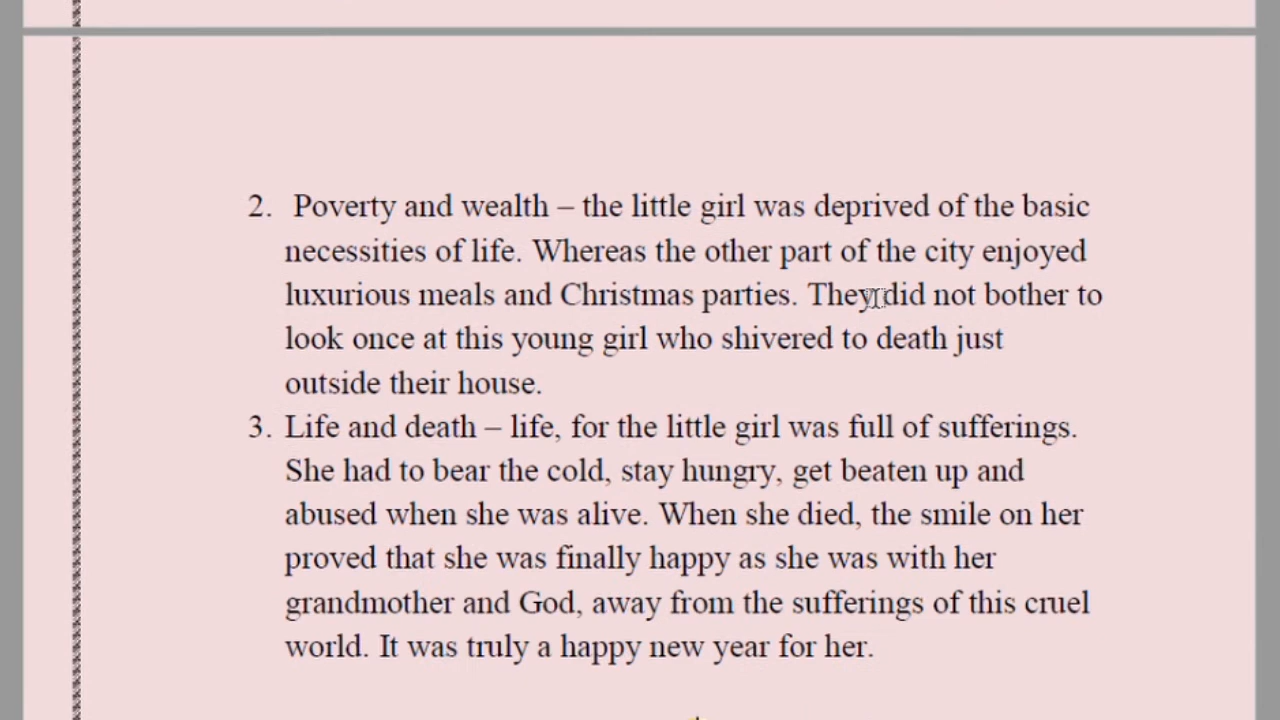 2. Poverty and wealth – the little girl was deprived of the basic
necessities of life. Whereas the other part of the city enjoyed
luxurious meals and Christmas parties. They did not bother to
look once at this young girl who shivered to death just
outside their house.
3. Life and death – life, for the little girl was full of sufferings.
She had to bear the cold, stay hungry, get beaten up and
abused when she was alive. When she died, the smile on her
proved that she was finally happy as she was with her
grandmother and God, away from the sufferings of this cruel
world. It was truly a happy new year for her.